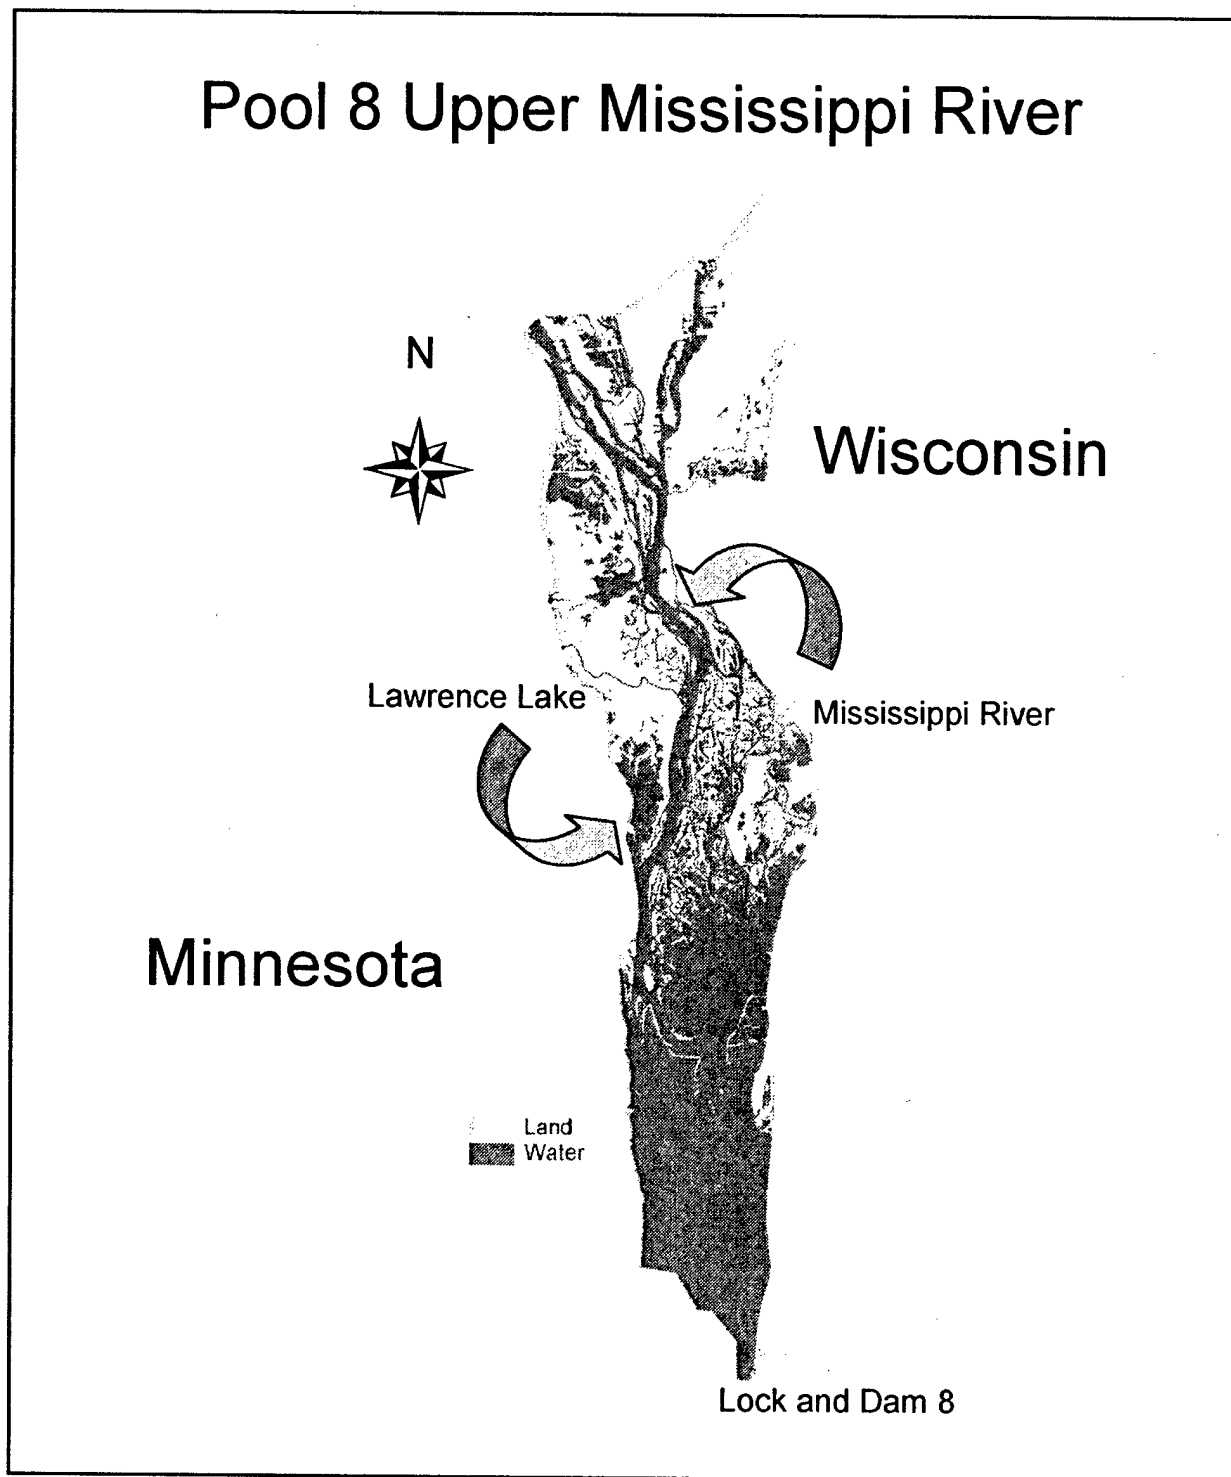 Pool 8 Upper Mississippi River
N
Wisconsin
Lawrence Lake
Mississippi River
Minnesota
Land
Water
Lock and Dam 8